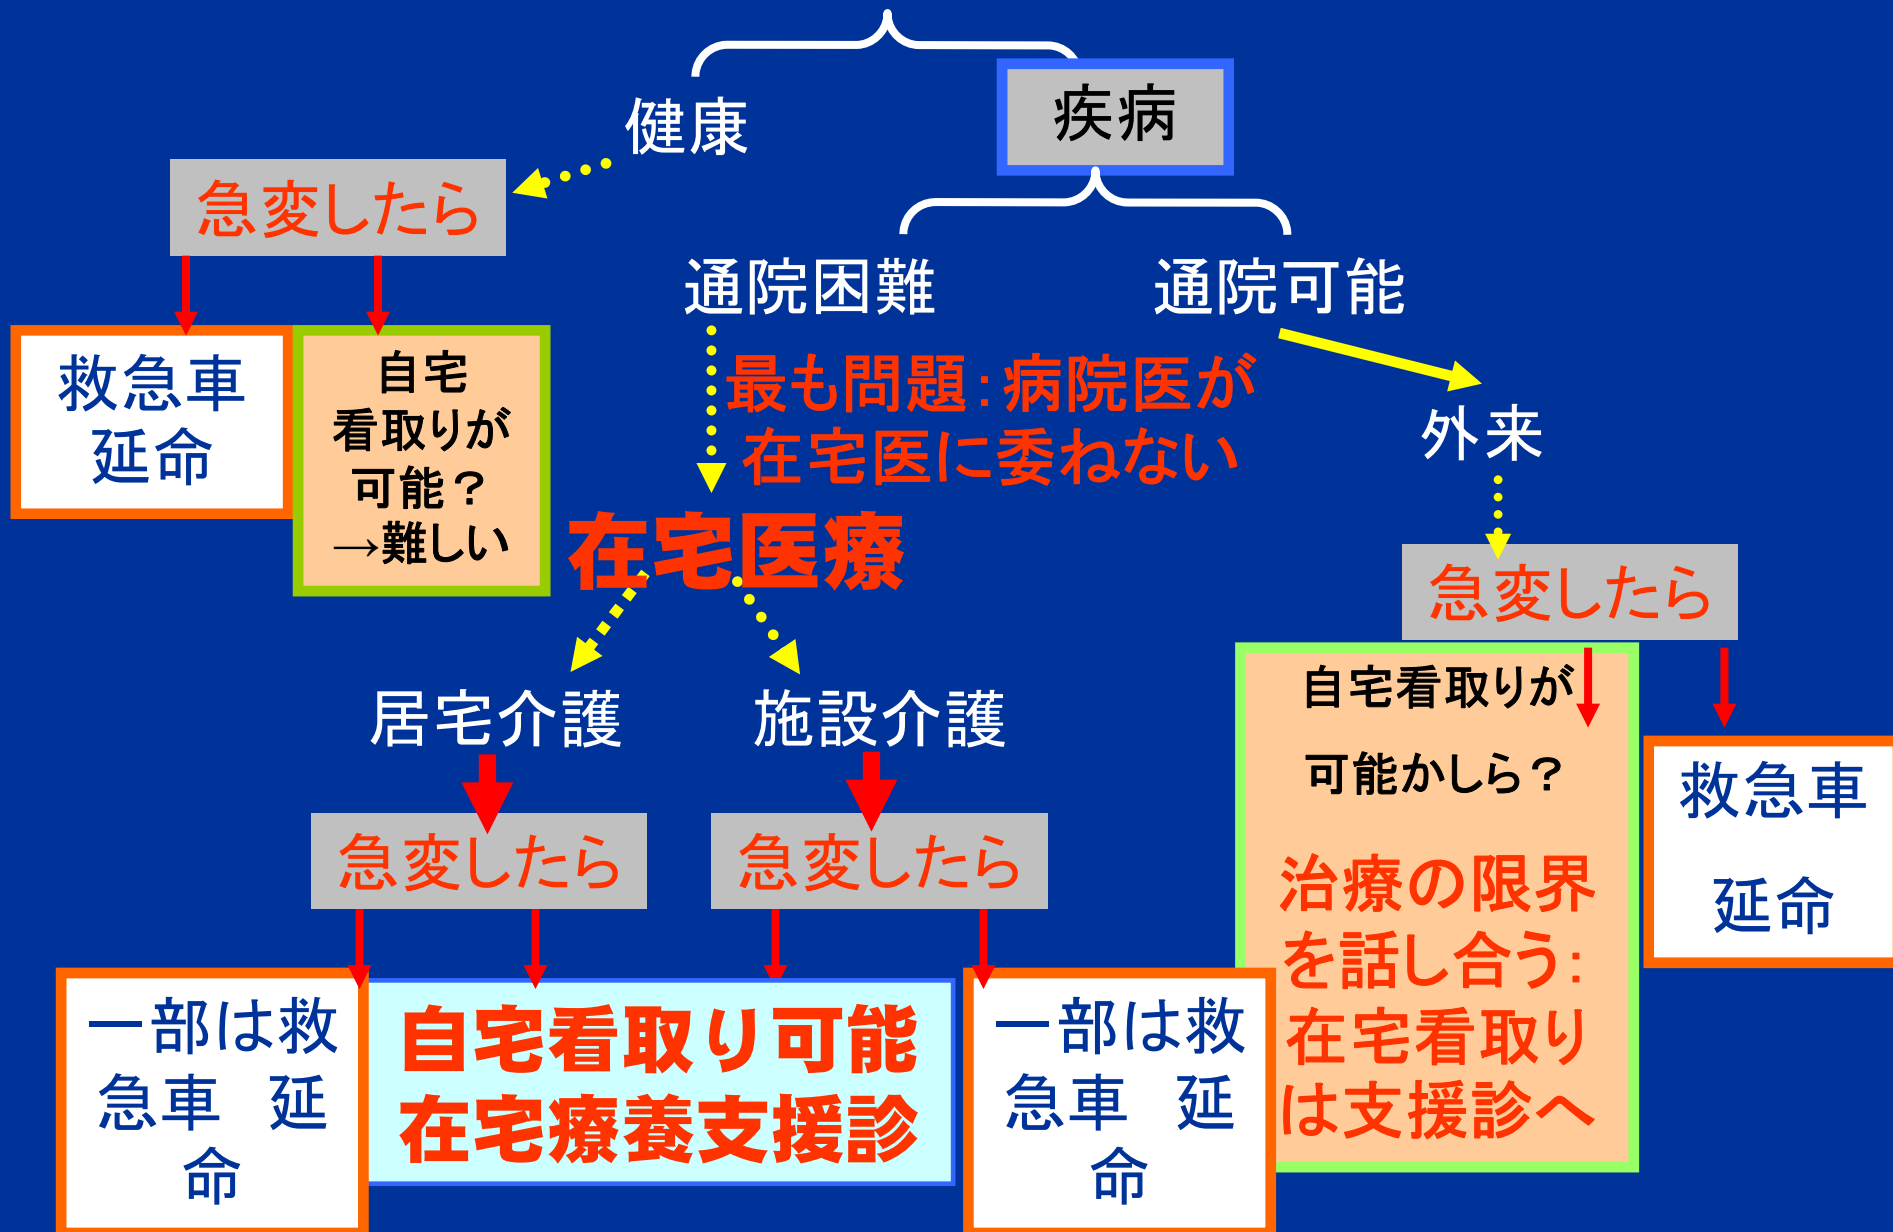 健康
疾病
急変したら
通院困難
通院可能
救急車
延命
自宅
看取りが
可能？
→難しい
最も問題：病院医が
在宅医に委ねない
外来
在宅医療
急変したら
居宅介護
施設介護
自宅看取りが
可能かしら？
治療の限界
を話し合う：
在宅看取り
は支援診へ
救急車
延命
急変したら
急変したら
一部は救
急車　延
命
自宅看取り可能
在宅療養支援診
一部は救
急車　延
命